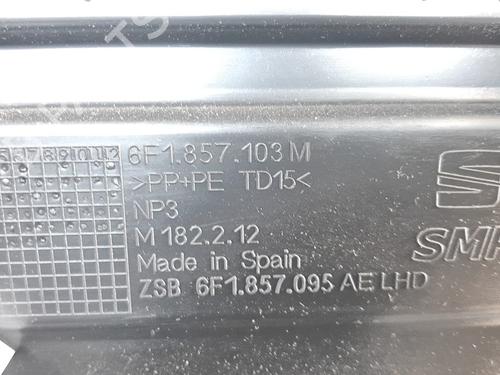 6F1.857.103 M
>PP+PE TD15<
NP3
M 182.2.12
Made in Spain
ZSB 6F1.857.095 AE LHD